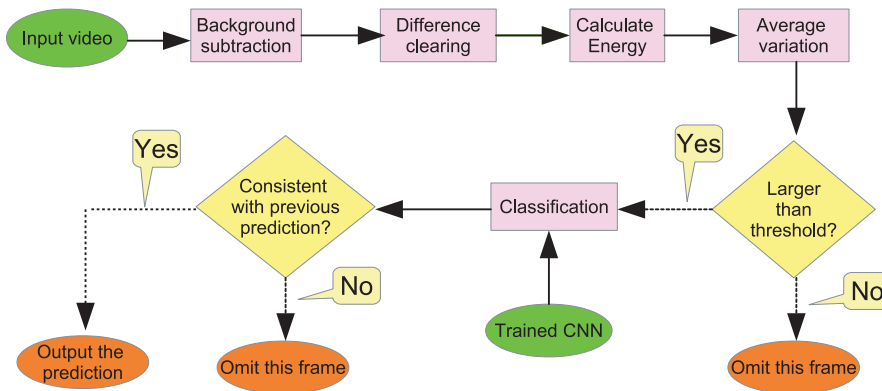 Input video
Background
subtraction
Difference
clearing
Calculate
Energy
Average
variation
Yes
Consistent
with previous
prediction?
Classification
Yes
Larger
than
threshold?
No
No
Trained CNN
Output the
prediction
Omit this frame
Omit this frame